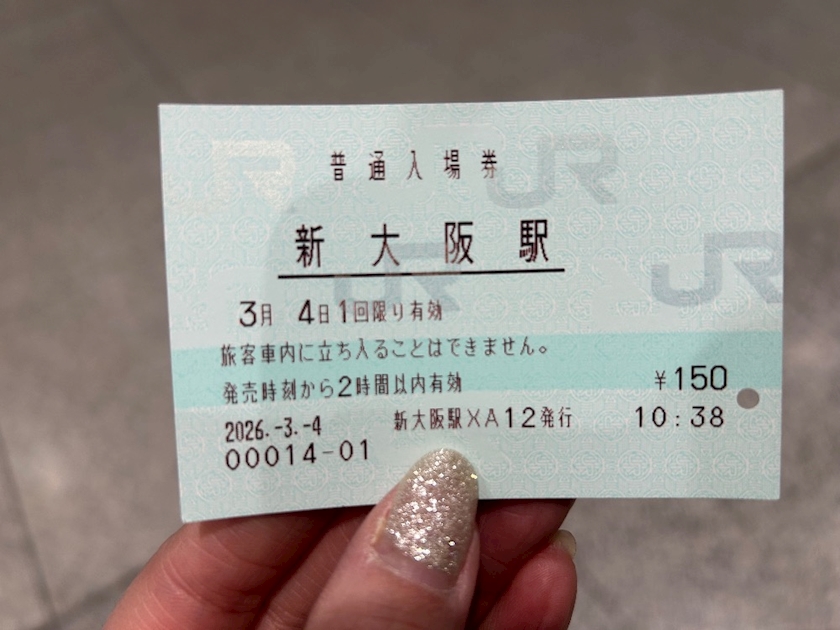 普通入場券
新大阪駅
3月 4日1回限り有効
旅客車内に立ち入ることはできません。
発売時刻から2時間以内有効 ¥150
2026.-3.-4 新大阪駅XA12発行 10:38
00014-01
JR
JR
JR